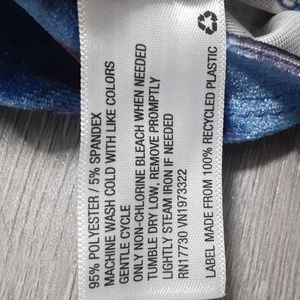 95% POLYESTER / 5% SPANDEX
MACHINE WASH COLD WITH LIKE COLORS
GENTLE CYCLE
ONLY NON-CHLORINE BLEACH WHEN NEEDED
TUMBLE DRY LOW, REMOVE PROMPTLY
LIGHTLY STEAM IRON IF NEEDED
RN17730 VIN1973322
LABEL MADE FROM 100% RECYCLED PLASTIC